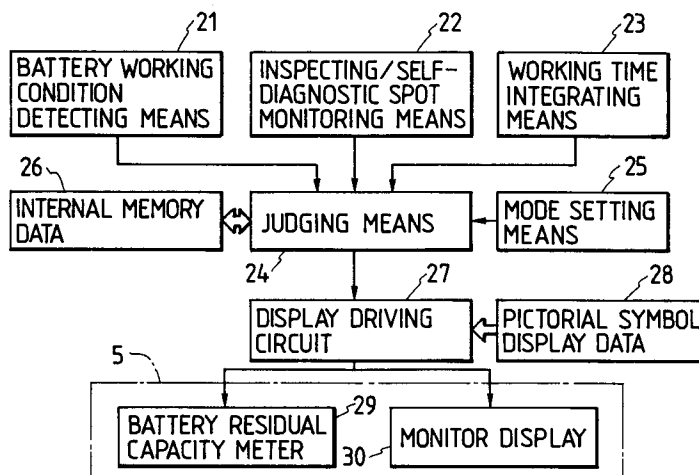 21
22
23
BATTERY WORKING
CONDITION
DETECTING MEANS
INSPECTING/SELF-
DIAGNOSTIC SPOT
MONITORING MEANS
WORKING TIME
INTEGRATING
MEANS
26
25
INTERNAL MEMORY
DATA
JUDGING MEANS
MODE SETTING
MEANS
24
27
28
DISPLAY DRIVING
CIRCUIT
PICTORIAL SYMBOL
DISPLAY DATA
5
29
BATTERY RESIDUAL
CAPACITY METER
30
MONITOR DISPLAY